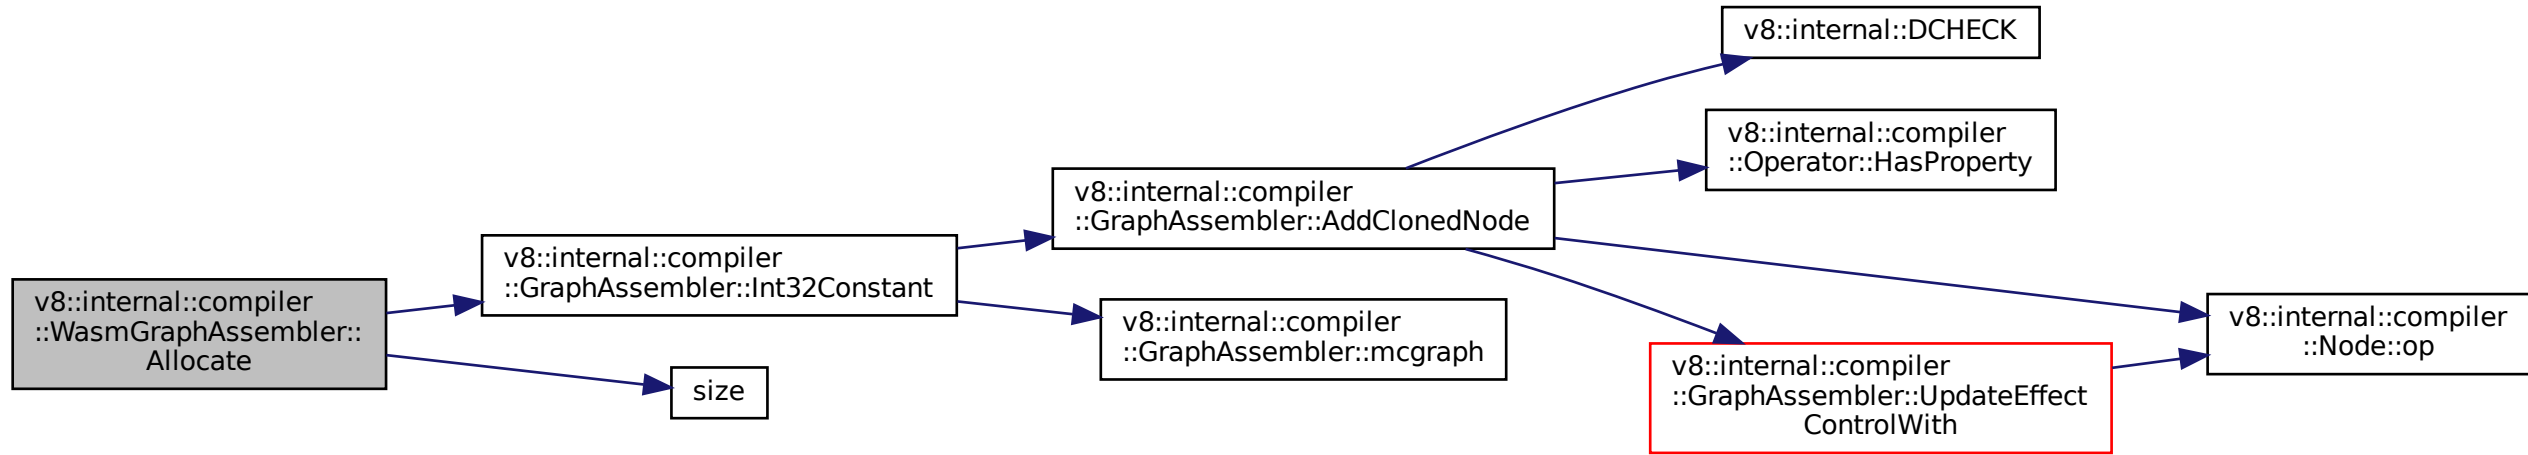 v8::internal::compiler
::WasmGraphAssembler::
Allocate
v8::internal::compiler
::GraphAssembler::Int32Constant
size
v8::internal::compiler
::GraphAssembler::AddClonedNode
v8::internal::compiler
::GraphAssembler::mcgraph
v8::internal::DCHECK
v8::internal::compiler
::Operator::HasProperty
v8::internal::compiler
::GraphAssembler::UpdateEffect
ControlWith
v8::internal::compiler
::Node::op